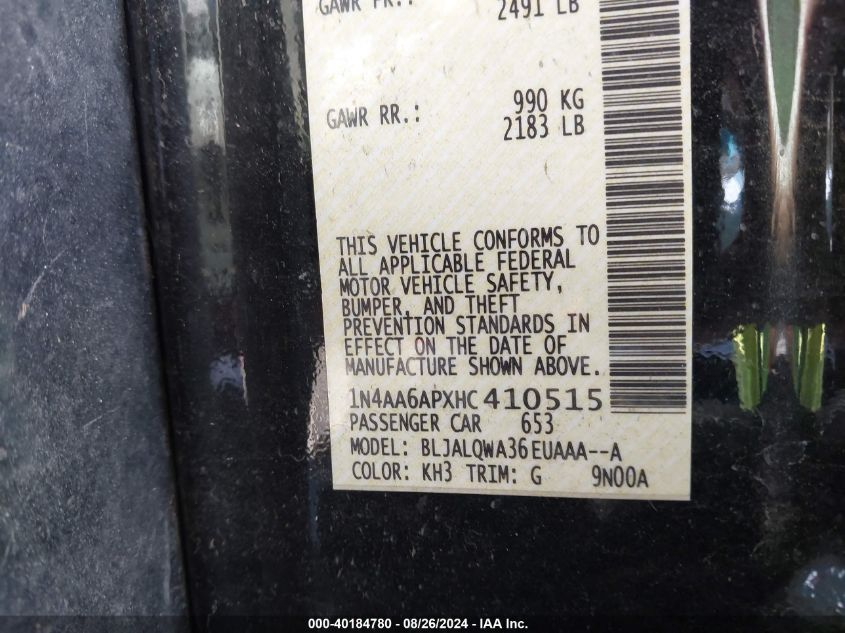 GAWR FR.: 2491 LB
990 KG
GAWR RR.: 2183 LB
THIS VEHICLE CONFORMS TO
ALL APPLICABLE FEDERAL
MOTOR VEHICLE SAFETY,
BUMPER, AND THEFT
PREVENTION STANDARDS IN
EFFECT ON THE DATE OF
MANUFACTURE SHOWN ABOVE.
1N4AA6APXHC410515
PASSENGER CAR 653
MODEL: BLJALQWA36EUAAA--A
COLOR: KH3 TRIM: G 9N00A
000-40184780 - 08/26/2024 - IAA Inc.